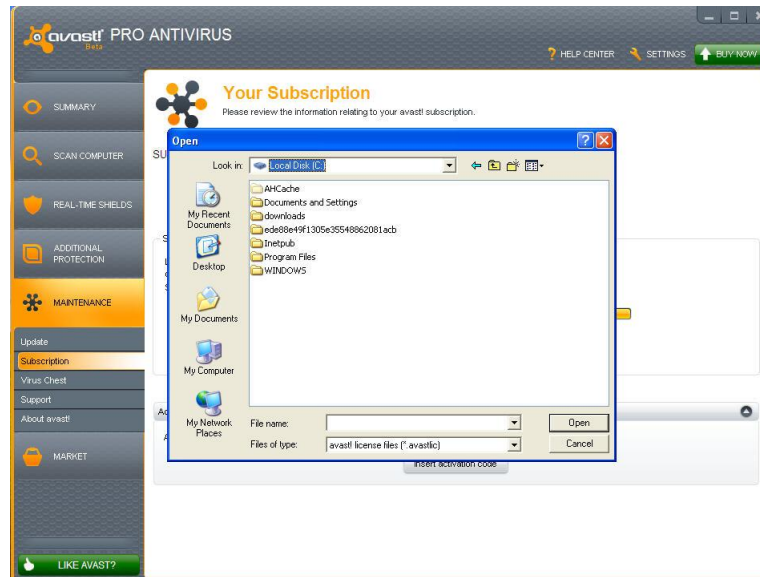 avast! PRO ANTIVIRUS
Beta
HELP CENTER
SETTINGS
BUY NOW
SUMMARY
SCAN COMPUTER
REAL-TIME SHIELDS
ADDITIONAL
PROTECTION
MAINTENANCE
Update
Subscription
Virus Chest
Support
About avast!
MARKET
LIKE AVAST?
Your Subscription
Please review the information relating to your avast! subscription.
SU
Open
Look in:
Local Disk (C:)
My Recent
Documents
Desktop
My Documents
My Computer
My Network
Places
AHCache
Documents and Settings
downloads
ede88e49f1305e35548862081acb
Inetpub
Program Files
WINDOWS
File name:
Open
Files of type:
avast! license files (*.avastlic)
Cancel
Insert activation code